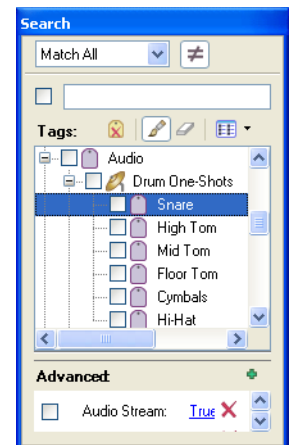 Search
Match All
Tags:
Audio
Drum One-Shots
Snare
High Tom
Mid Tom
Floor Tom
Cymbals
Hi-Hat
Advanced:
Audio Stream: True